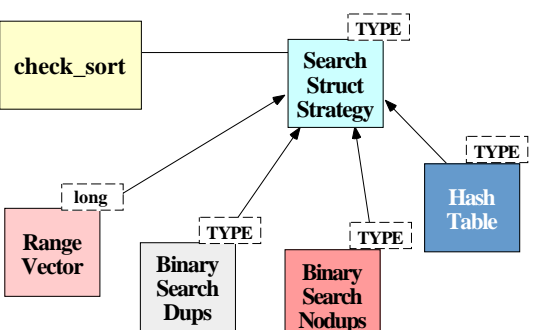 TYPE
check_sort
Search
Struct
Strategy
TYPE
long
Hash
Table
TYPE
TYPE
Range
Vector
Binary
Search
Dups
Binary
Search
Nodups